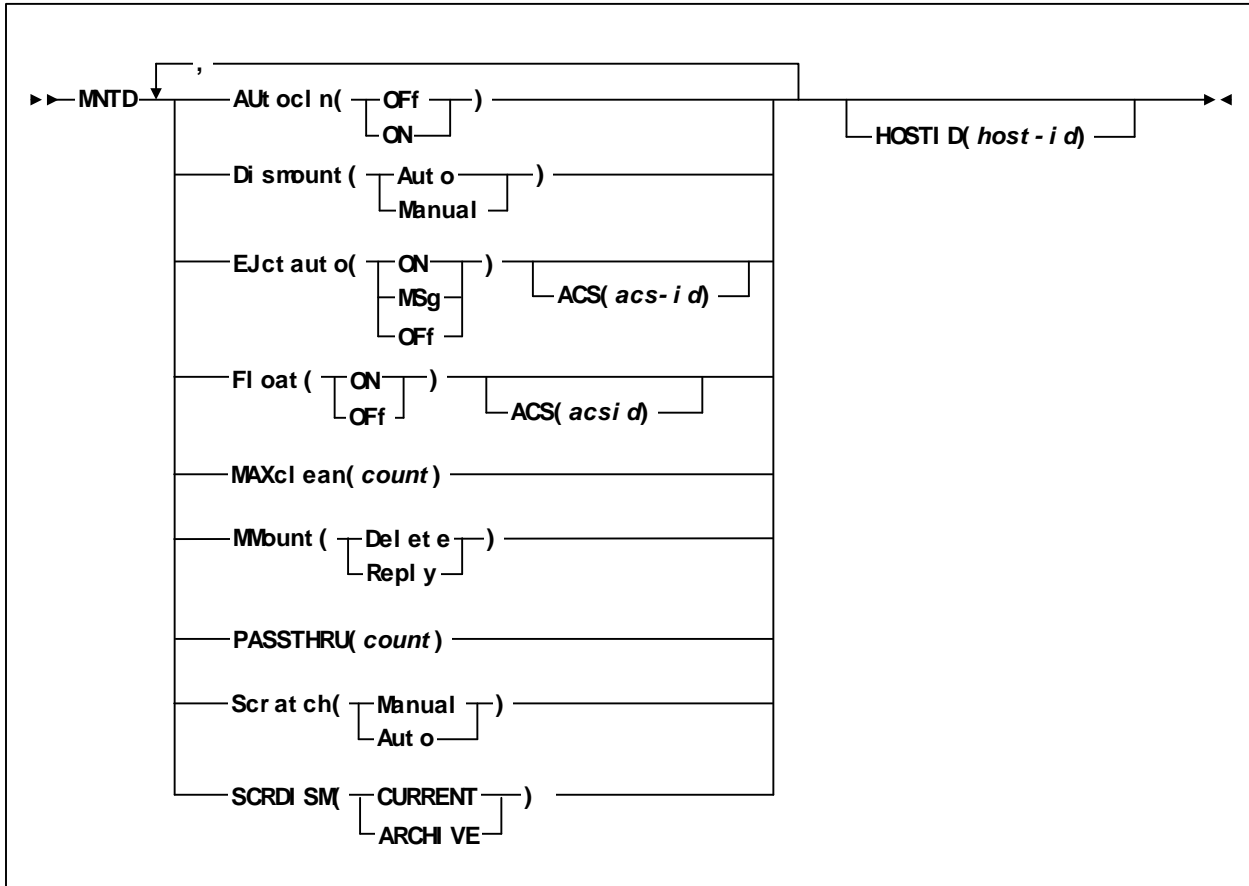 ,
MNTD AUtocln( OFf ) HOSTID( host-id)
ON
Dismount( Auto )
Manual
EJctauto( ON ) ACS( acs-id)
MSg
OFf
Float( ON ) ACS( acsid)
OFf
MAXclean( count)
MMount( Delete )
Reply
PASSTHRU( count)
Scratch( Manual )
Auto
SCRDISM( CURRENT )
ARCHIVE